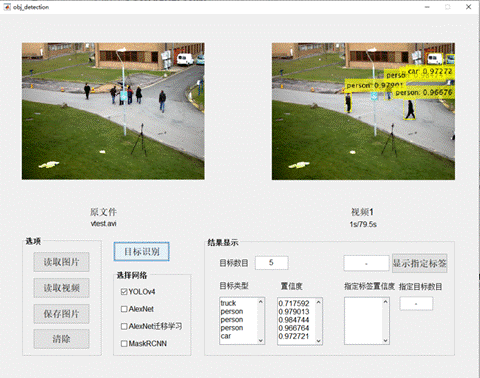 obj_detection
car: 0.97272
perso
person: 0.97901
person: 0.96676
原文件
vtest.avi
视频1
1s/79.5s
选项
读取图片
读取视频
保存图片
清除
目标识别
选择网络
YOLOv4
AlexNet
AlexNet迁移学习
MaskRCNN
结果显示
目标数目 5 - 显示指定标签
目标类型 置信度 指定标签置信度 指定目标数目
truck 0.717592 -
person 0.979013
person 0.984744
person 0.966764
car 0.972721